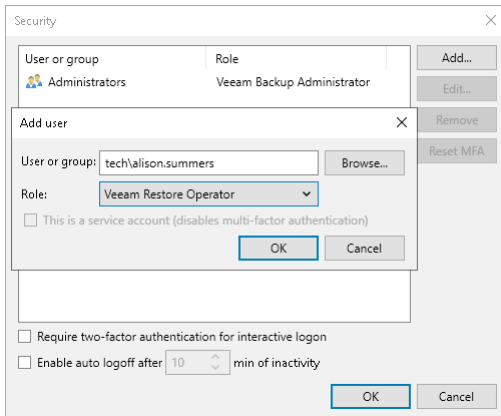 Security
User or group Role
Administrators Veeam Backup Administrator
Add...
Edit...
Remove
Reset MFA
Add user
User or group: tech\alison.summers Browse...
Role: Veeam Restore Operator
This is a service account (disables multi-factor authentication)
OK Cancel
Require two-factor authentication for interactive logon
Enable auto logoff after 10 min of inactivity
OK Cancel